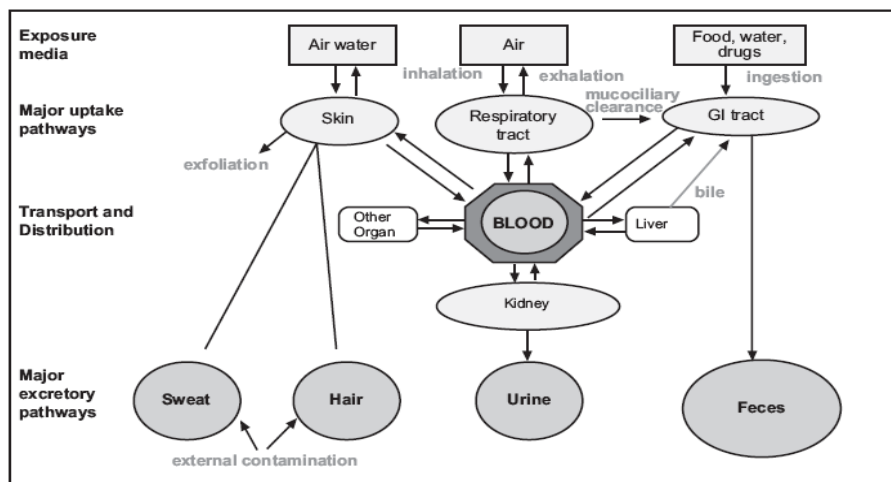 Exposure
media
Air water
Air
Food, water,
drugs
inhalation
exhalation
ingestion
mucociliary
clearance
Major uptake
pathways
Skin
Respiratory
tract
GI tract
exfoliation
bile
Transport and
Distribution
Other
Organ
BLOOD
Liver
Kidney
Major
excretory
pathways
Sweat
Hair
Urine
Feces
external contamination